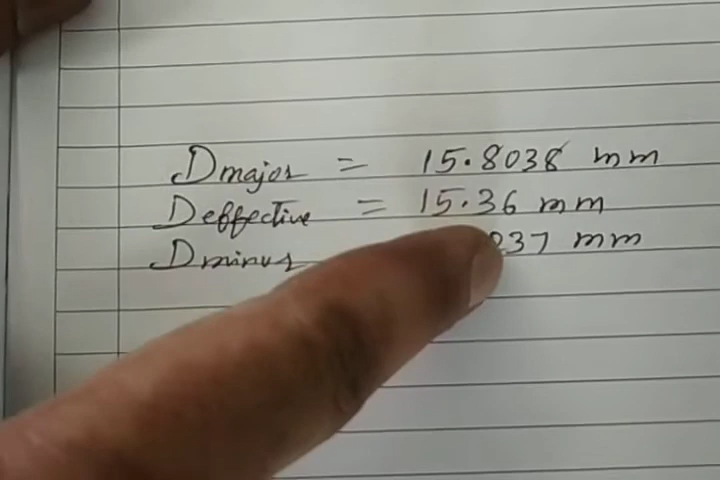 Dmajor = 15.8038 mm
Deffective = 15.36 mm
Dminus 037 mm